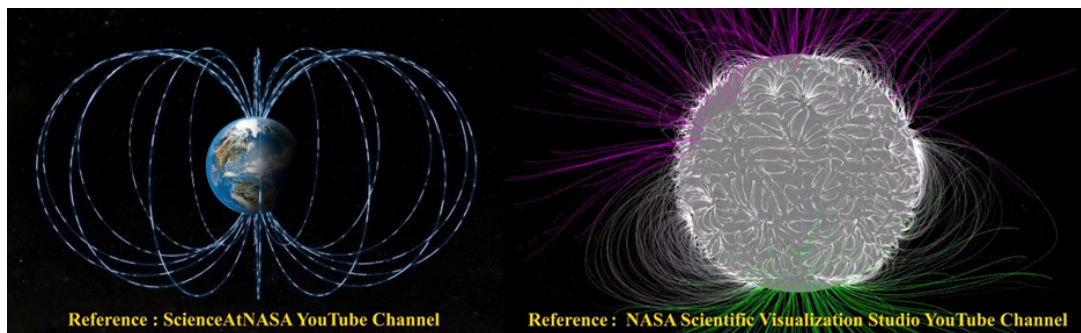 Reference : ScienceAtNASA YouTube Channel
Reference : NASA Scientific Visualization Studio YouTube Channel